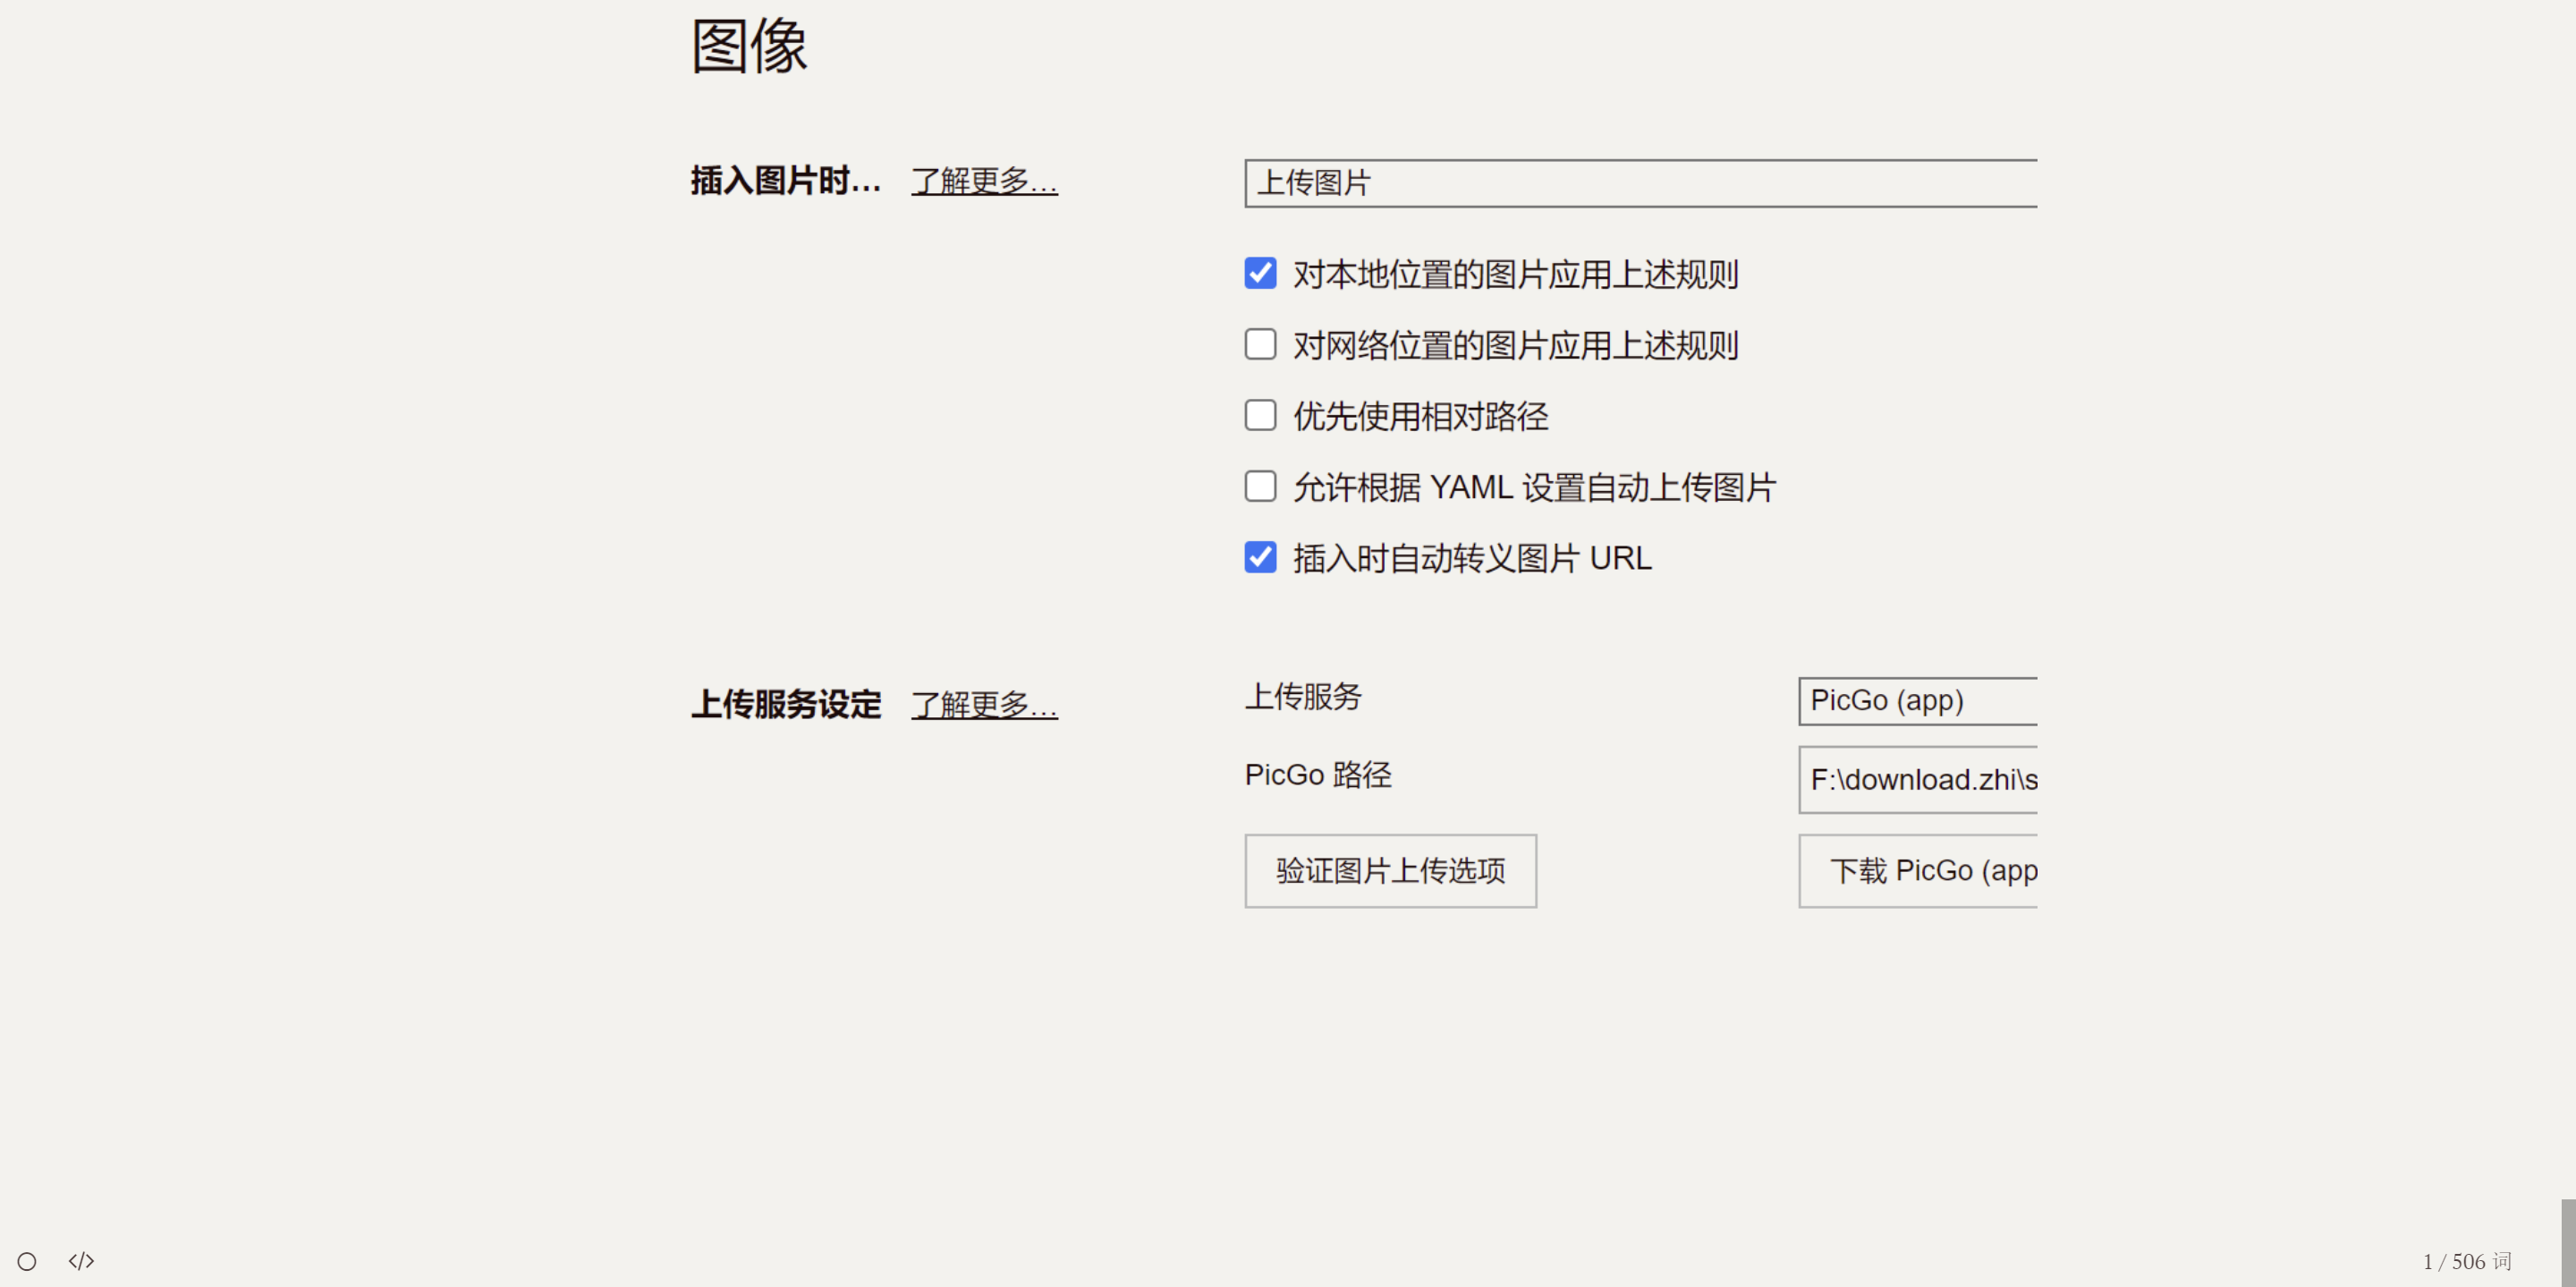 图像
插入图片时... 了解更多... 上传图片
对本地位置的图片应用上述规则
对网络位置的图片应用上述规则
优先使用相对路径
允许根据 YAML 设置自动上传图片
插入时自动转义图片 URL
上传服务设定 了解更多... 上传服务 PicGo (app)
PicGo 路径 F:\download.zhi\s
验证图片上传选项 下载 PicGo (app
</> 1 / 506 词